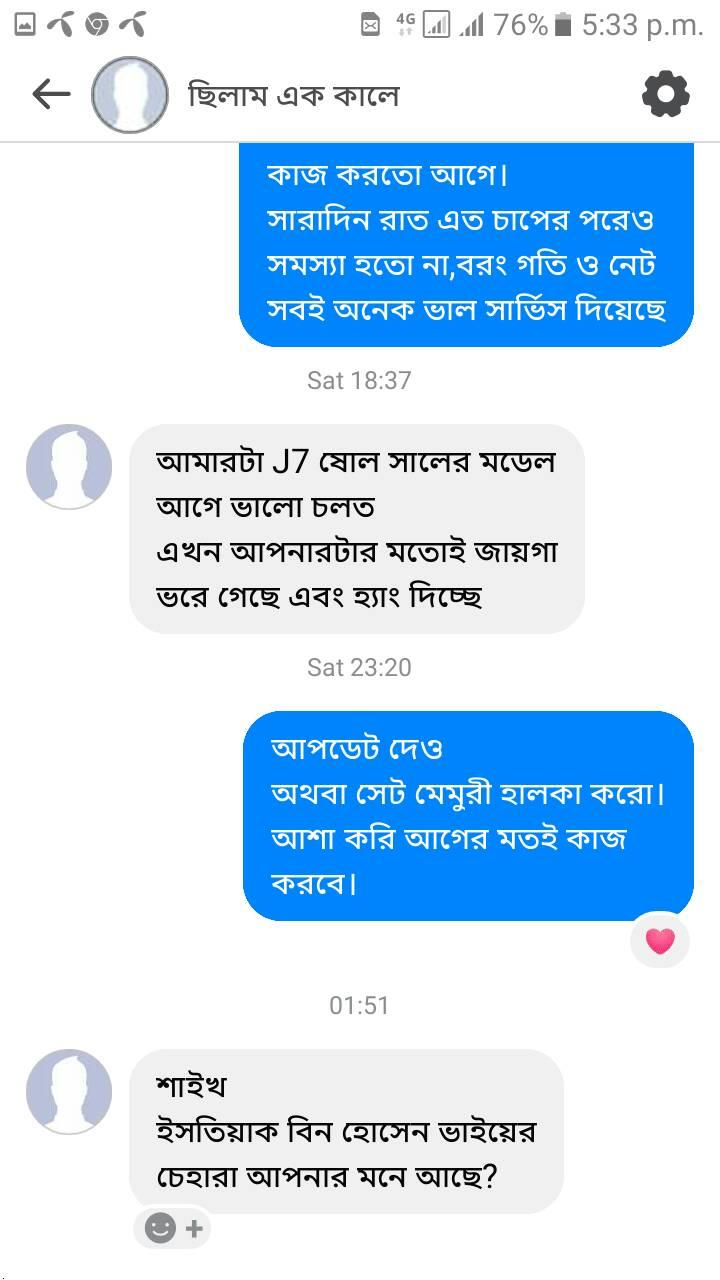 4G 76% 5:33 p.m.
ছিলাম এক কালে
কাজ করতো আগে।
সারাদিন রাত এত চাপের পরেও
সমস্যা হতো না,বরং গতি ও নেট
সবই অনেক ভাল সার্ভিস দিয়েছে
Sat 18:37
আমারটা J7 ষোল সালের মডেল
আগে ভালো চলত
এখন আপনারটার মতোই জায়গা
ভরে গেছে এবং হ্যাং দিচ্ছে
Sat 23:20
আপডেট দেও
অথবা সেট মেমুরী হালকা করো।
আশা করি আগের মতই কাজ
করবে।
01:51
শাইখ
ইসতিয়াক বিন হোসেন ভাইয়ের
চেহারা আপনার মনে আছে?